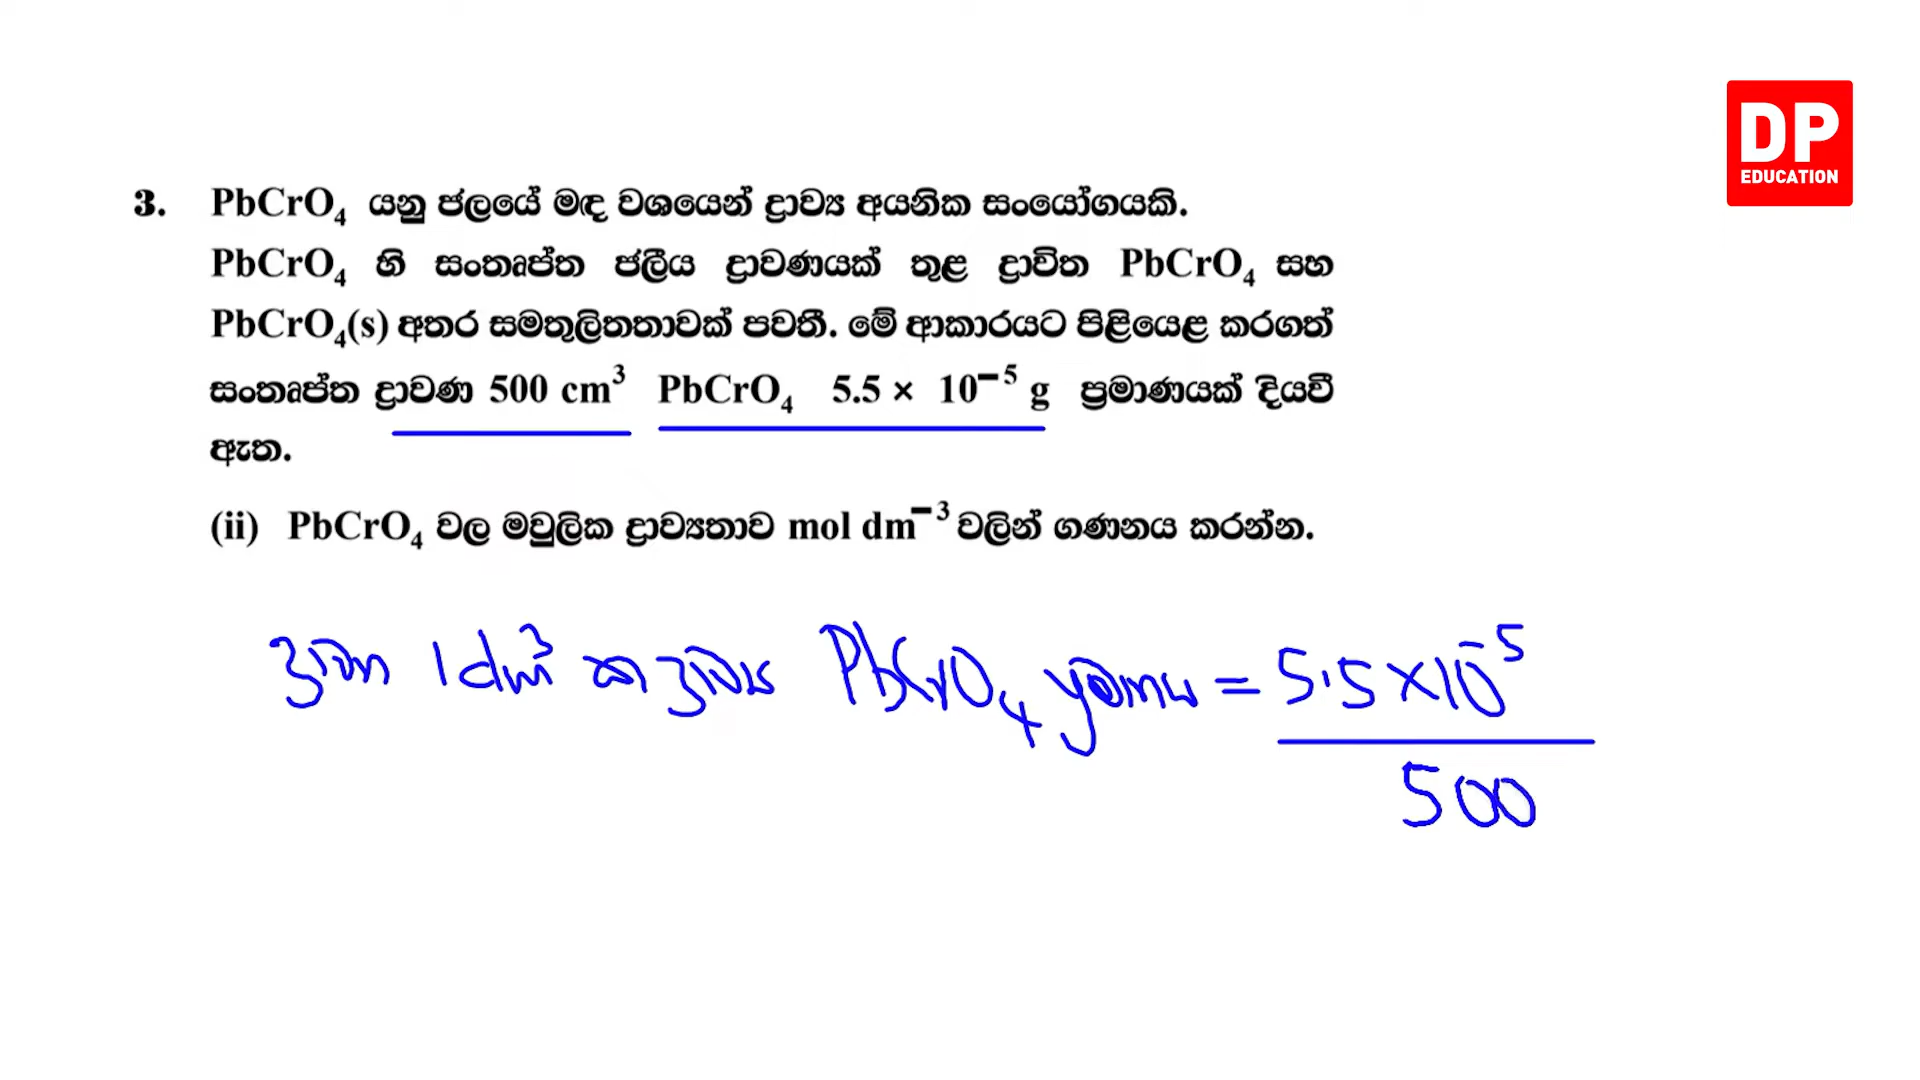 DP
EDUCATION
3. PbCrO₄ යනු ජලයේ මඳ වශයෙන් ද්‍රාව්‍ය අයනික සංයෝගයකි.
PbCrO₄ හි සංතෘප්ත ජලීය ද්‍රාවණයක් තුළ ද්‍රාවිත PbCrO₄ සහ
PbCrO₄(s) අතර සමතුලිතතාවක් පවතී. මේ ආකාරයට පිළියෙළ කරගත්
සංතෘප්ත ද්‍රාවණ 500 cm³ PbCrO₄ 5.5 × 10⁻⁵ g ප්‍රමාණයක් දියවී
ඇත.
(ii) PbCrO₄ වල මවුලික ද්‍රාව්‍යතාව mol dm⁻³ වලින් ගණනය කරන්න.
1dm³ ක ද්‍රාව්‍ය PbCrO₄ = 5.5 × 10⁻⁵
500